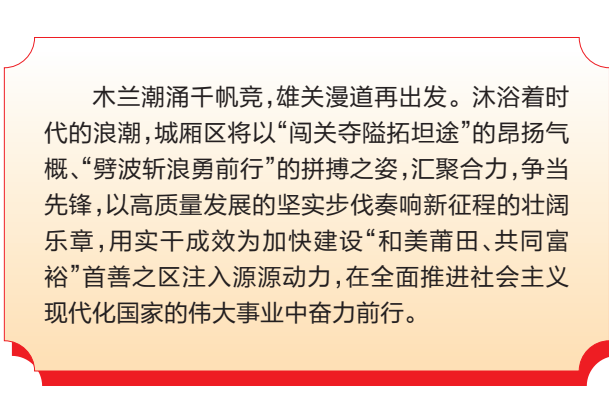 木兰潮涌千帆竞，雄关漫道再出发。沐浴着时
代的浪潮，城厢区将以“闯关夺隘拓坦途”的昂扬气
概、“劈波斩浪勇前行”的拼搏之姿，汇聚合力，争当
先锋，以高质量发展的坚实步伐奏响新征程的壮阔
乐章，用实干成效为加快建设“和美莆田、共同富
裕”首善之区注入源源动力，在全面推进社会主义
现代化国家的伟大事业中奋力前行。